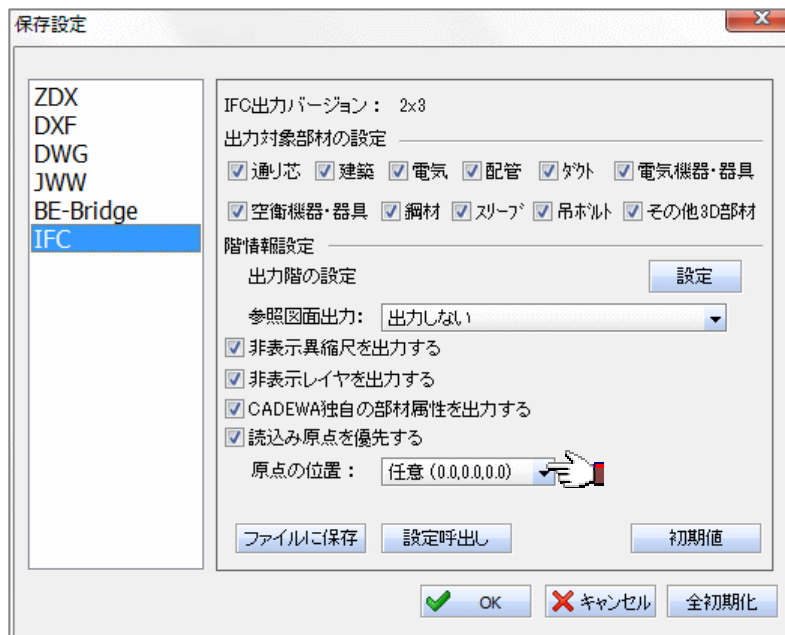 保存設定
ZDX
DXF
DWG
JWW
BE-Bridge
IFC
IFC出力バージョン： 2x3
出力対象部材の設定
通り芯 建築 電気 配管 ﾀﾞｸﾄ 電気機器・器具
空衛機器・器具 鋼材 ｽﾘｰﾌﾞ 吊ﾎﾞﾙﾄ その他3D部材
階情報設定
出力階の設定 設定
参照図面出力： 出力しない
非表示異縮尺を出力する
非表示レイヤを出力する
CADEWA独自の部材属性を出力する
読込み原点を優先する
原点の位置： 任意 (0.0,0.0,0.0)
ファイルに保存 設定呼出し 初期値
OK キャンセル 全初期化